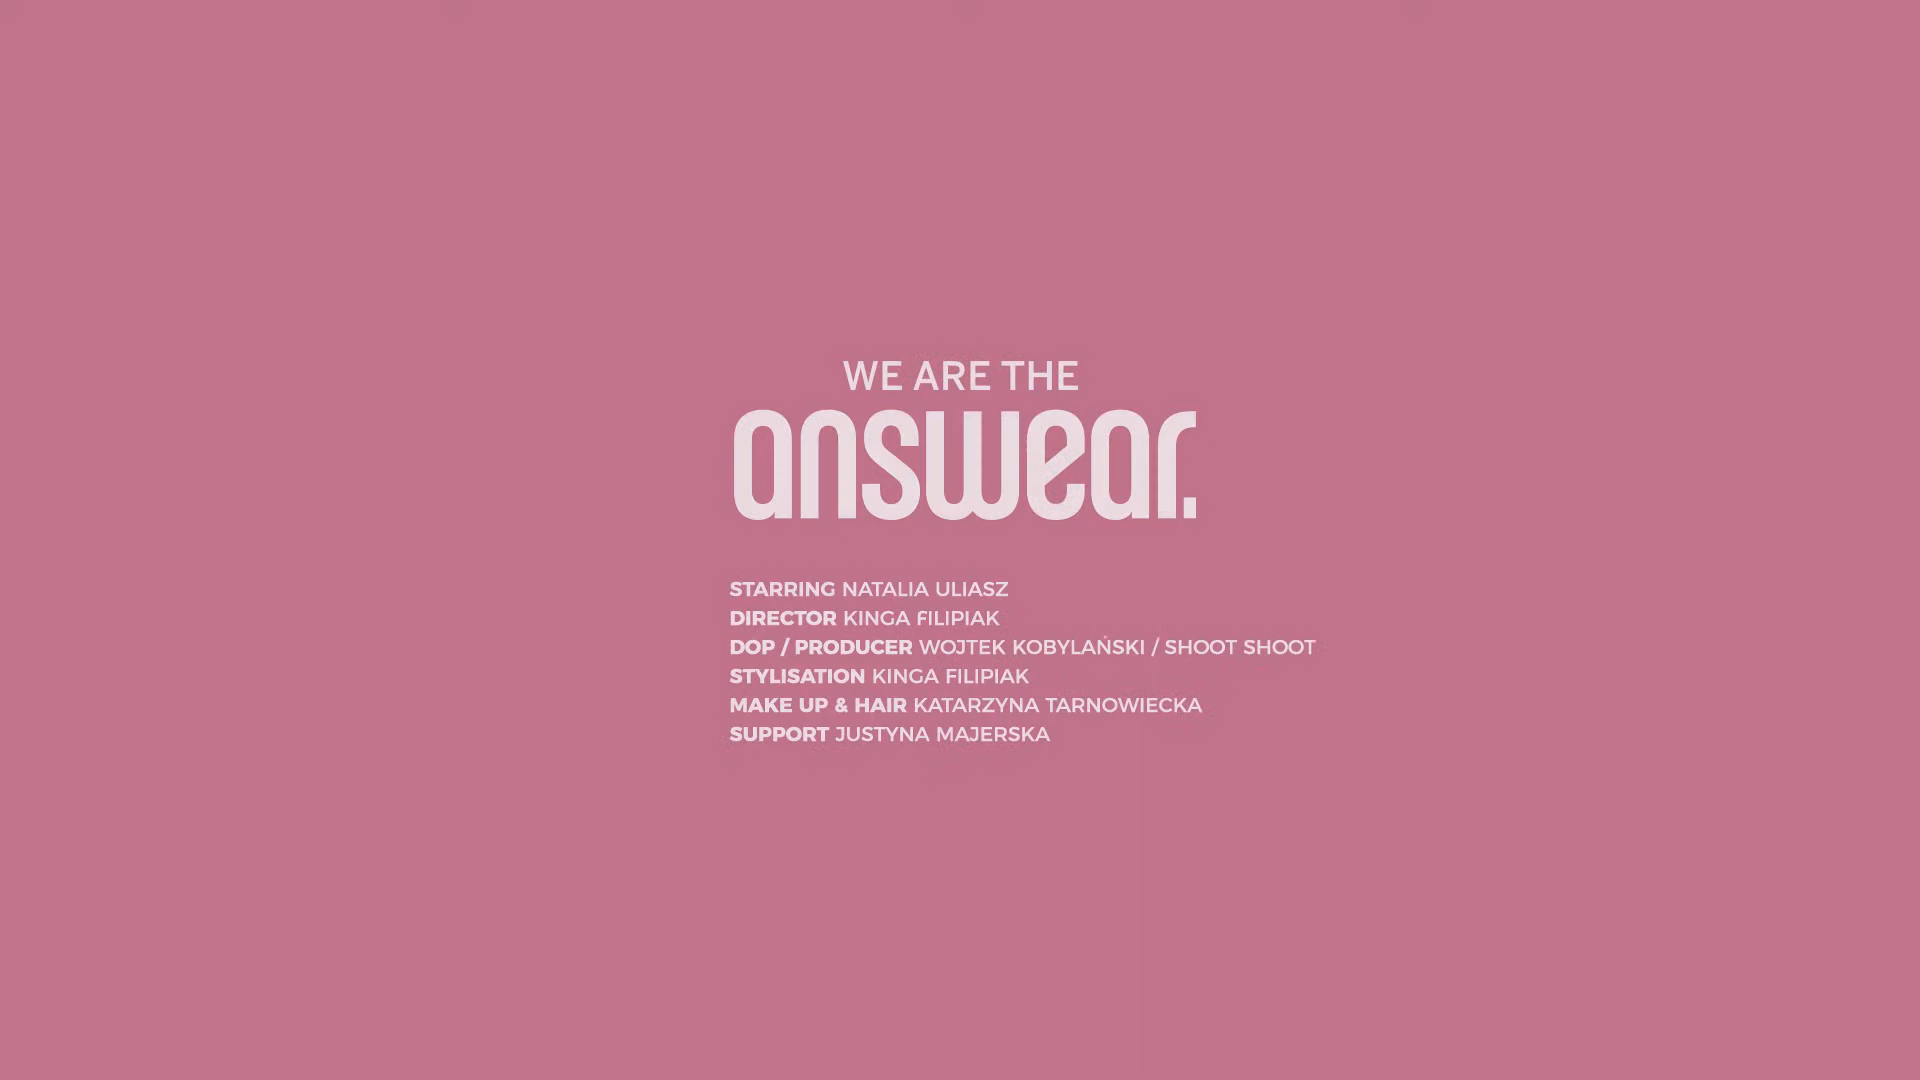 WE ARE THE
answear.
STARRING NATALIA ULIASZ
DIRECTOR KINGA FILIPIAK
DOP / PRODUCER WOJTEK KOBYLAŃSKI / SHOOT SHOOT
STYLISATION KINGA FILIPIAK
MAKE UP & HAIR KATARZYNA TARNOWIECKA
SUPPORT JUSTYNA MAJERSKA